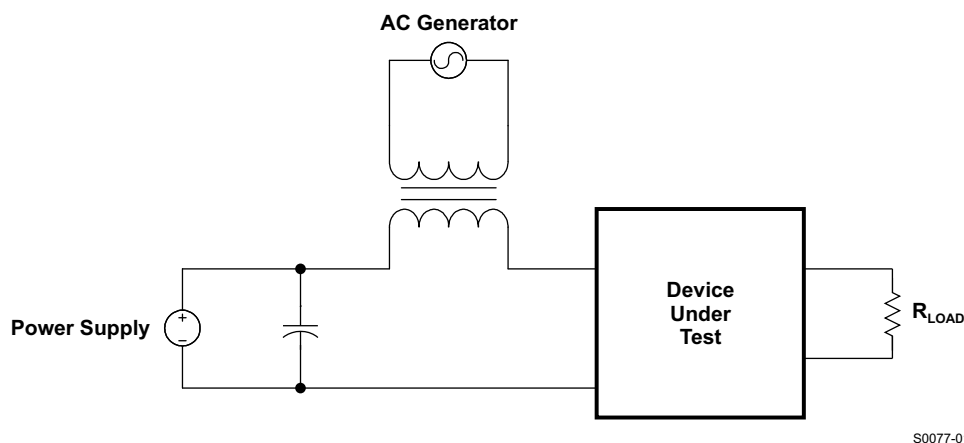 AC Generator
Power Supply
+
−
Device
Under
Test
RLOAD
S0077-0